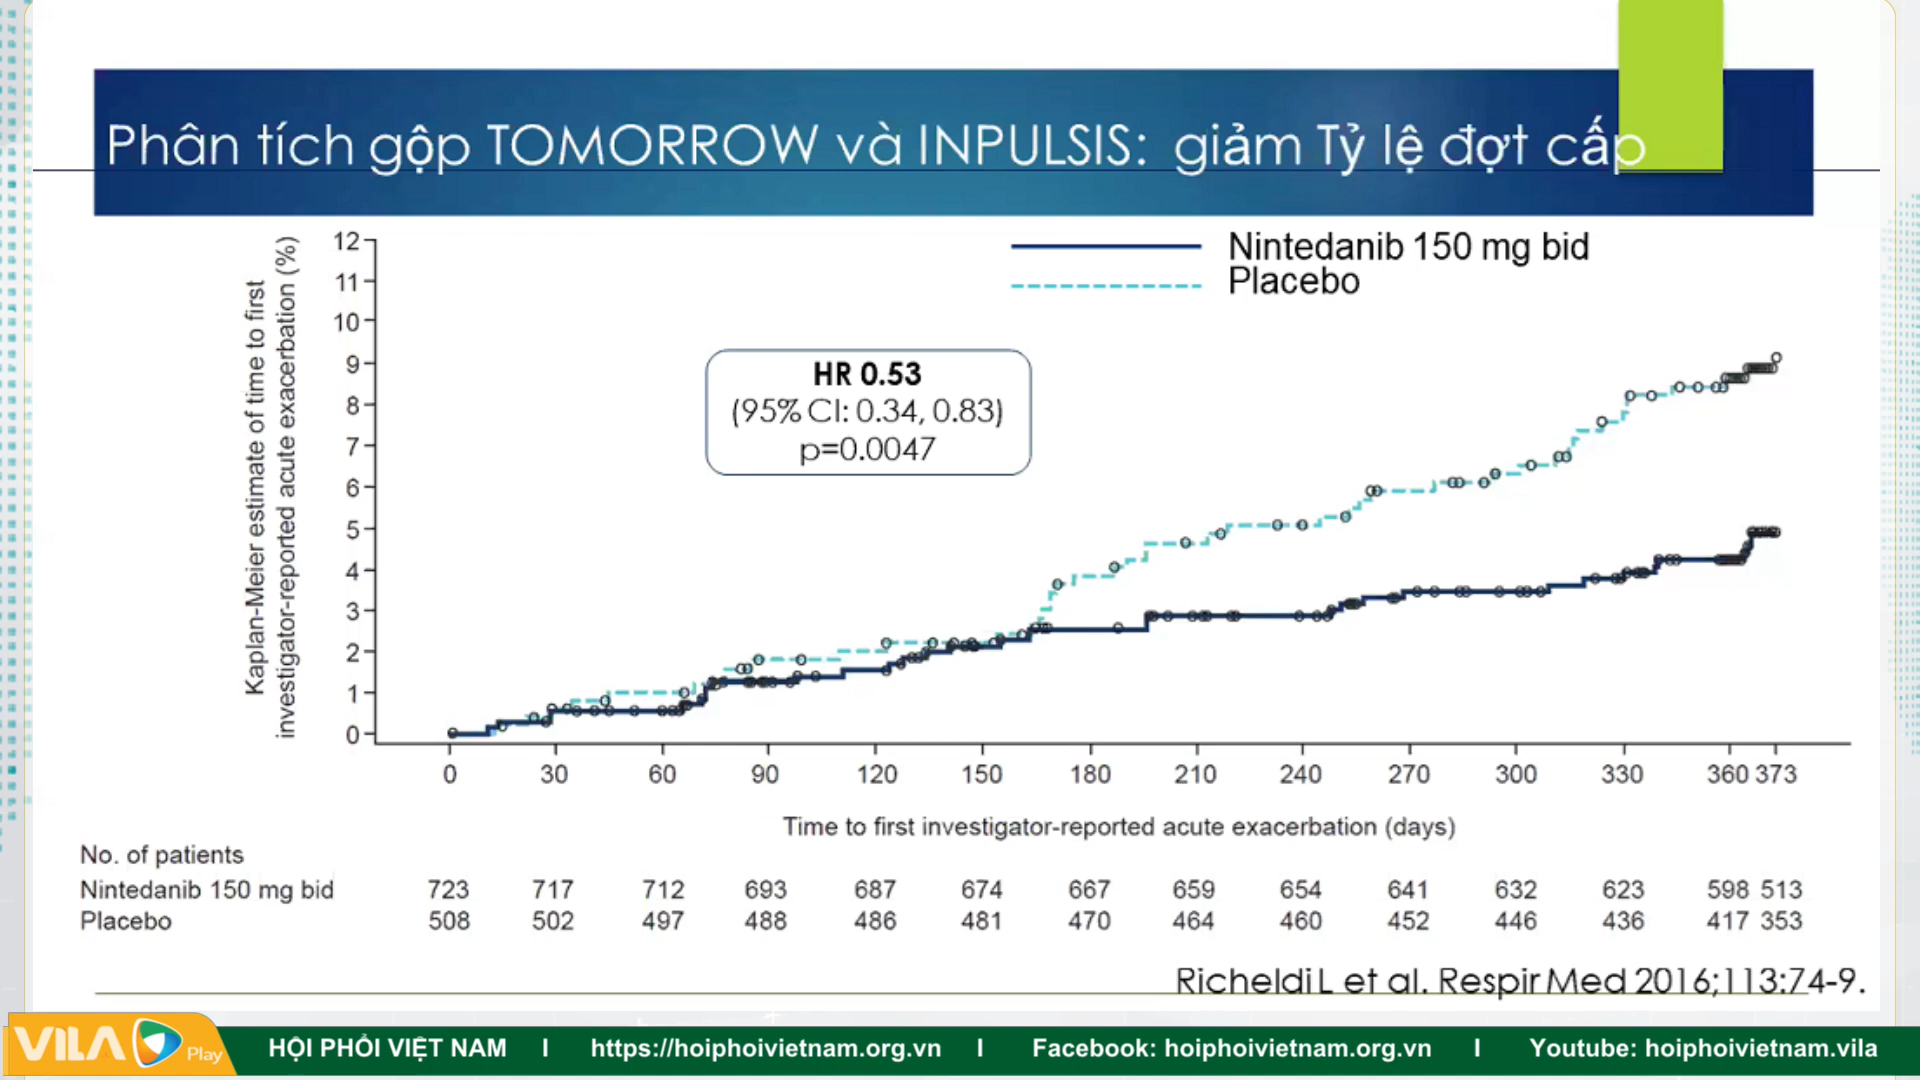 Phân tích gộp TOMORROW và INPULSIS: giảm Tỷ lệ đợt cấp
Kaplan-Meier estimate of time to first
investigator-reported acute exacerbation (%)
12
11
10
9
8
7
6
5
4
3
2
1
0
Nintedanib 150 mg bid
Placebo
HR 0.53
(95% CI: 0.34, 0.83)
p=0.0047
0 30 60 90 120 150 180 210 240 270 300 330 360 373
Time to first investigator-reported acute exacerbation (days)
No. of patients
Nintedanib 150 mg bid 723 717 712 693 687 674 667 659 654 641 632 623 598 513
Placebo 508 502 497 488 486 481 470 464 460 452 446 436 417 353
Richeldi L et al. Respir Med 2016;113:74-9.
VILA Play HỘI PHỔI VIỆT NAM I https://hoiphoivietnam.org.vn I Facebook: hoiphoivietnam.org.vn I Youtube: hoiphoivietnam.vila